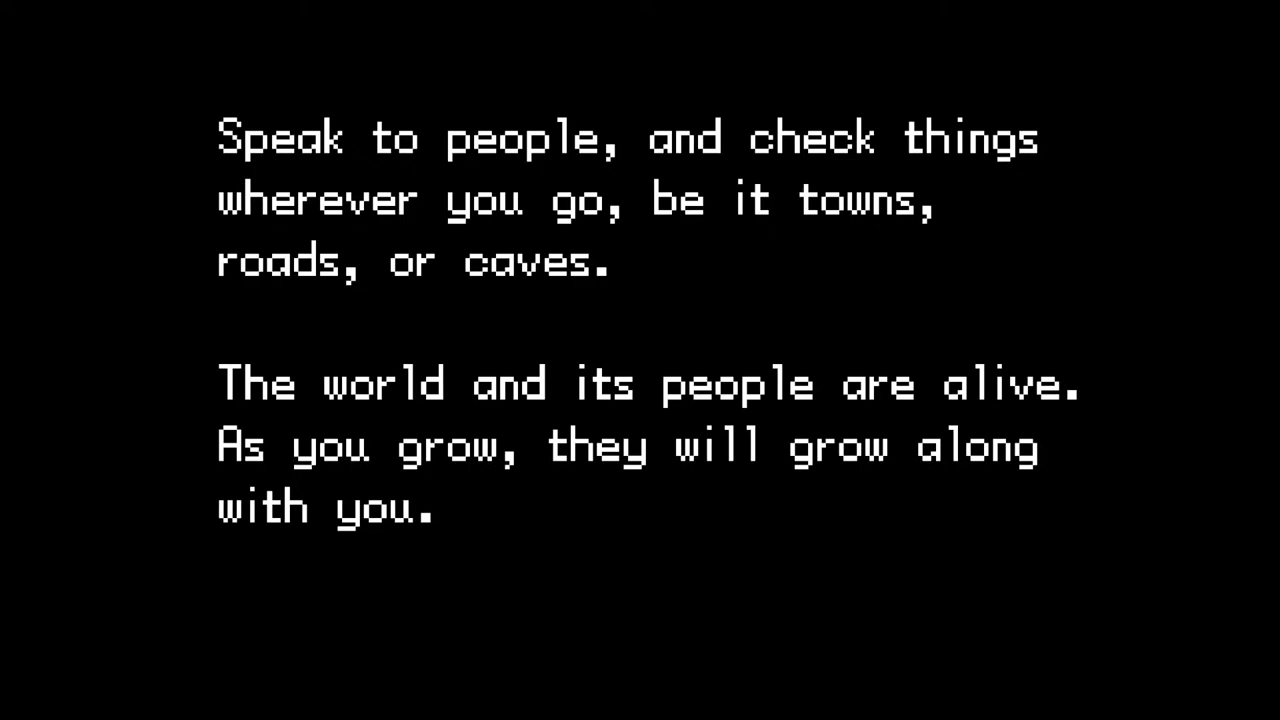 Speak to people, and check things
wherever you go, be it towns,
roads, or caves.
The world and its people are alive.
As you grow, they will grow along
with you.